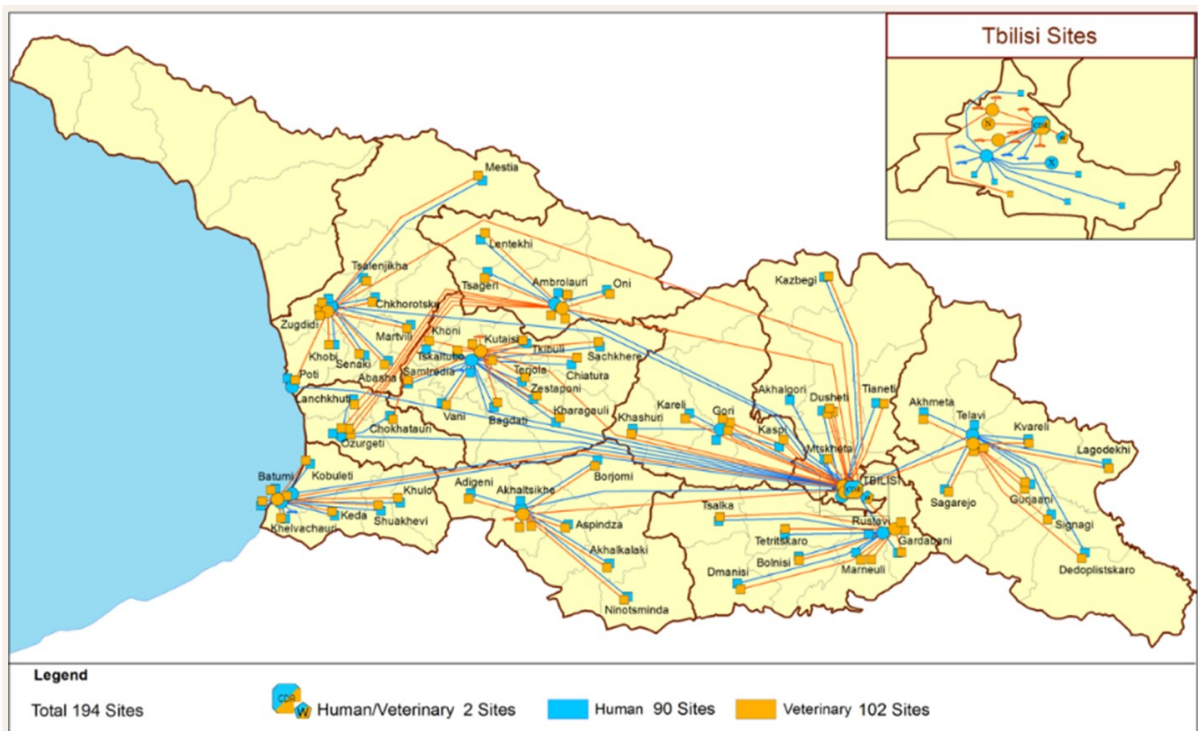 Tbilisi Sites
CDR
N
W
X
Mestia
Lentekhi
Tsalenjikha
Tsageri
Ambrolauri
Oni
Kazbegi
Chkhorotsku
Zugdidi
Martvili
Khoni
Kutaisi
Khobi
Senaki
Tskaltubo
Tkibuli
Sachkhere
Poti
Abasha
Samtredia
Terjola
Chiatura
Zestaponi
Lanchkhuti
Vani
Bagdati
Kharagauli
Khashuri
Kareli
Gori
Kaspi
Akhalgori
Dusheti
Tianeti
Akhmeta
Telavi
Kvareli
Chokhatauri
Ozurgeti
Mtskheta
Lagodekhi
Batumi
Kobuleti
Adigeni
Akhaltsikhe
Borjomi
CDR
TBILISI
Sagarejo
Gurjaani
Khulo
Keda
Shuakhevi
Khelvachauri
Aspindza
Tsalka
Rustavi
Signagi
Tetritskaro
Gardabani
Akhalkalaki
Bolnisi
Marneuli
Dmanisi
Dedoplistskaro
Ninotsminda
Legend
Total 194 Sites
CDR
W
Human/Veterinary 2 Sites
Human 90 Sites
Veterinary 102 Sites